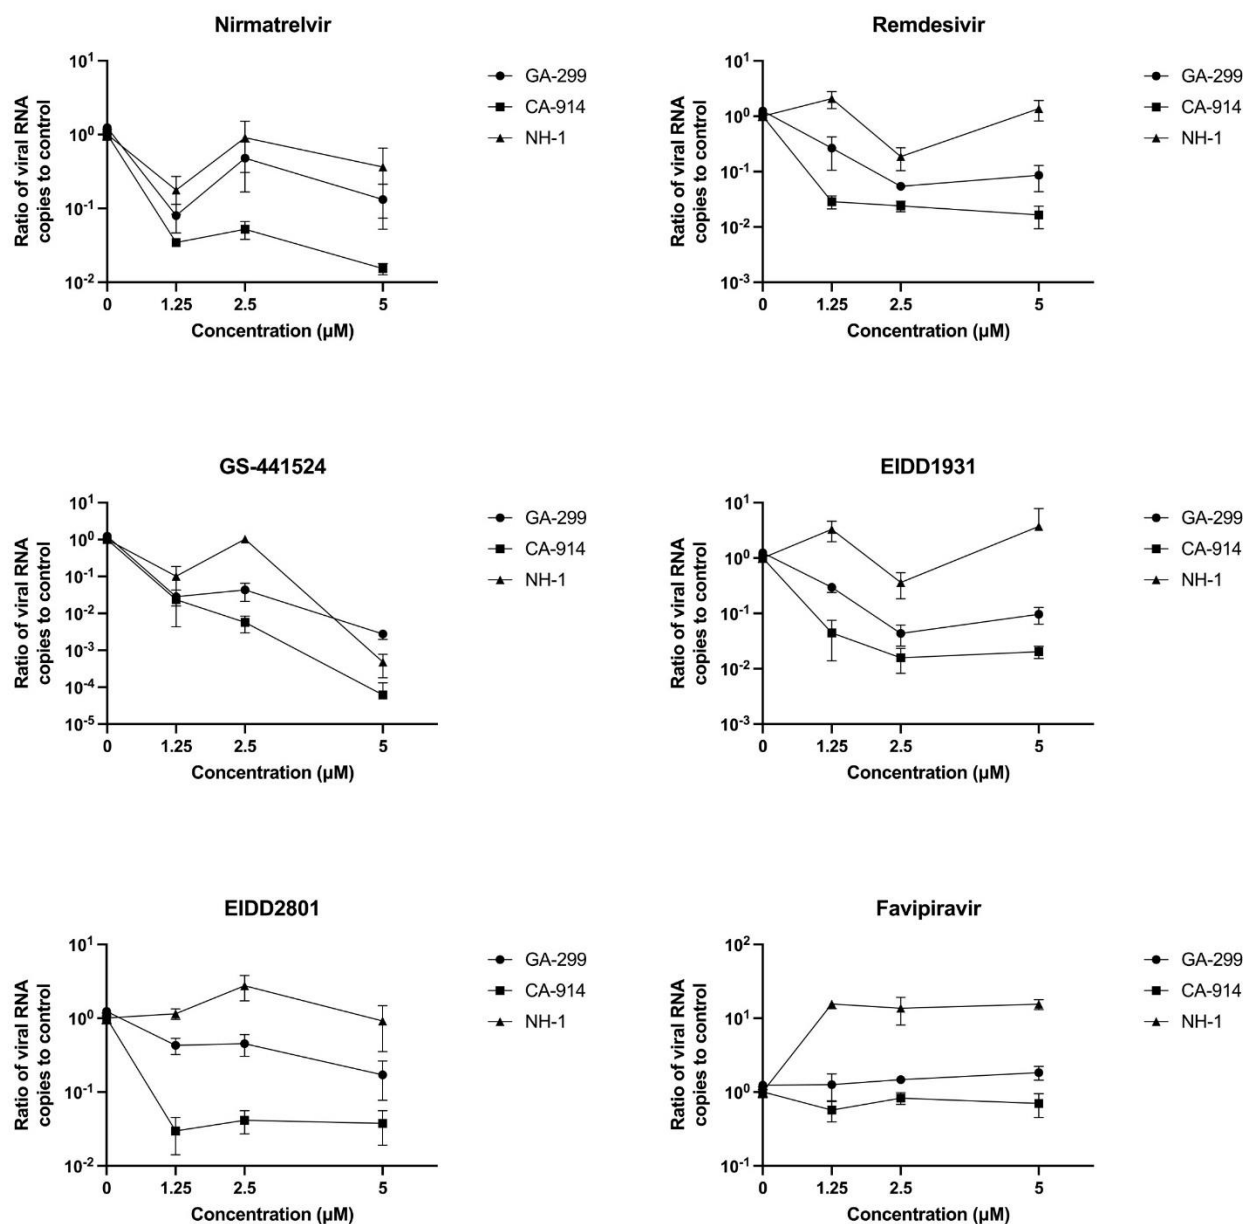 Nirmatrelvir
Ratio of viral RNA
copies to control
10¹
10⁰
10⁻¹
10⁻²
0
1.25
2.5
5
Concentration (µM)
GA-299
CA-914
NH-1
Remdesivir
Ratio of viral RNA
copies to control
10¹
10⁰
10⁻¹
10⁻²
10⁻³
0
1.25
2.5
5
Concentration (µM)
GA-299
CA-914
NH-1
GS-441524
Ratio of viral RNA
copies to control
10¹
10⁰
10⁻¹
10⁻²
10⁻³
10⁻⁴
10⁻⁵
0
1.25
2.5
5
Concentration (µM)
GA-299
CA-914
NH-1
EIDD1931
Ratio of viral RNA
copies to control
10¹
10⁰
10⁻¹
10⁻²
10⁻³
0
1.25
2.5
5
Concentration (µM)
GA-299
CA-914
NH-1
EIDD2801
Ratio of viral RNA
copies to control
10¹
10⁰
10⁻¹
10⁻²
0
1.25
2.5
5
Concentration (µM)
GA-299
CA-914
NH-1
Favipiravir
Ratio of viral RNA
copies to control
10²
10¹
10⁰
10⁻¹
0
1.25
2.5
5
Concentration (µM)
GA-299
CA-914
NH-1